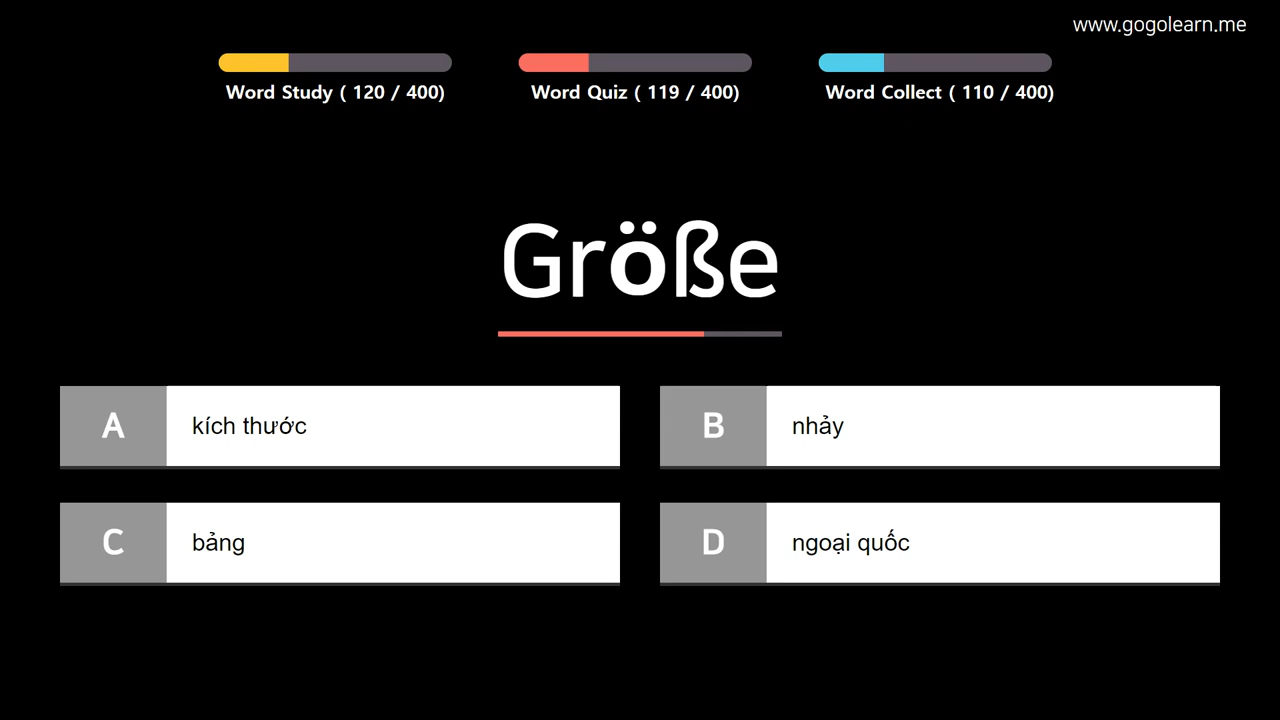 www.gogolearn.me
Word Study ( 120 / 400)
Word Quiz ( 119 / 400)
Word Collect ( 110 / 400)
Größe
A kích thước
B nhảy
C bảng
D ngoại quốc